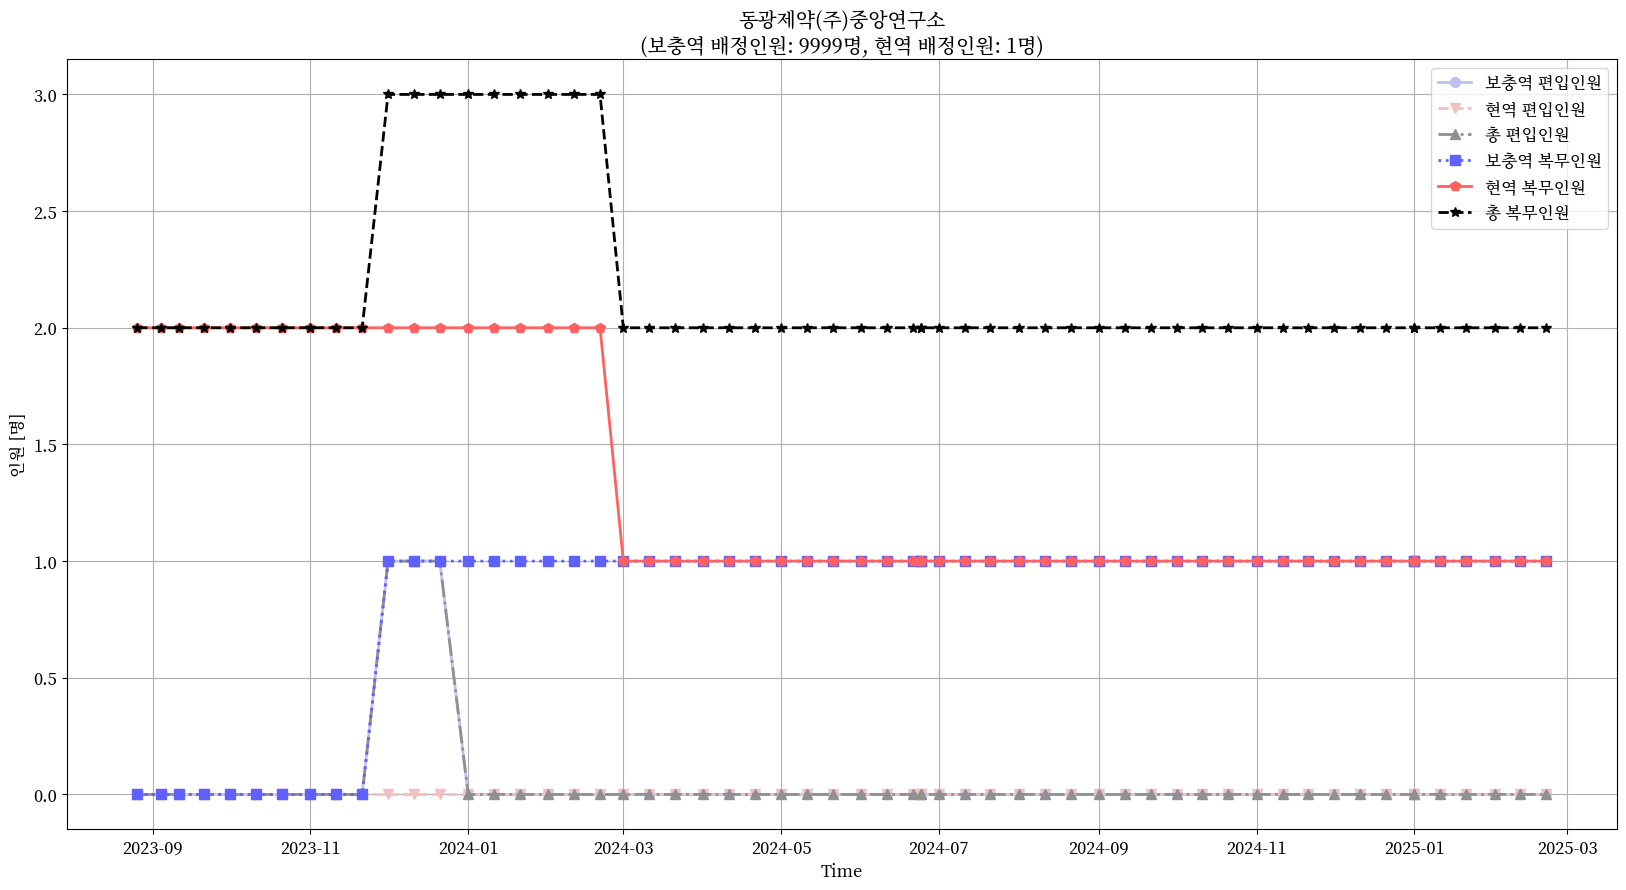 동광제약(주)중앙연구소
(보충역 배정인원: 9999명, 현역 배정인원: 1명)
보충역 편입인원
현역 편입인원
총 편입인원
보충역 복무인원
현역 복무인원
총 복무인원
인원 [명]
3.0
2.5
2.0
1.5
1.0
0.5
0.0
2023-09
2023-11
2024-01
2024-03
2024-05
2024-07
2024-09
2024-11
2025-01
2025-03
Time